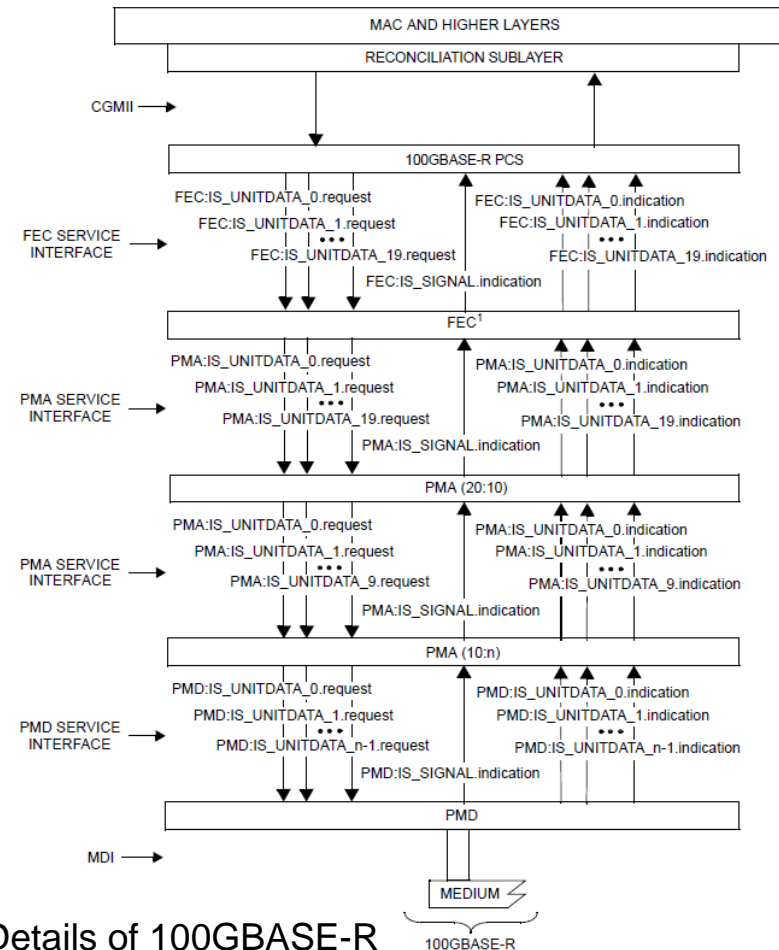 MAC AND HIGHER LAYERS
RECONCILIATION SUBLAYER
CGMII
100GBASE-R PCS
FEC:IS_UNITDATA_0.request
FEC:IS_UNITDATA_1.request
•••
FEC:IS_UNITDATA_19.request
FEC:IS_SIGNAL.indication
FEC:IS_UNITDATA_0.indication
FEC:IS_UNITDATA_1.indication
•••
FEC:IS_UNITDATA_19.indication
FEC SERVICE
INTERFACE
FEC1
PMA:IS_UNITDATA_0.request
PMA:IS_UNITDATA_1.request
•••
PMA:IS_UNITDATA_19.request
PMA:IS_SIGNAL.indication
PMA:IS_UNITDATA_0.indication
PMA:IS_UNITDATA_1.indication
•••
PMA:IS_UNITDATA_19.indication
PMA SERVICE
INTERFACE
PMA (20:10)
PMA:IS_UNITDATA_0.request
PMA:IS_UNITDATA_1.request
•••
PMA:IS_UNITDATA_9.request
PMA:IS_SIGNAL.indication
PMA:IS_UNITDATA_0.indication
PMA:IS_UNITDATA_1.indication
•••
PMA:IS_UNITDATA_9.indication
PMA SERVICE
INTERFACE
PMA (10:n)
PMD:IS_UNITDATA_0.request
PMD:IS_UNITDATA_1.request
•••
PMD:IS_UNITDATA_n-1.request
PMD:IS_SIGNAL.indication
PMD:IS_UNITDATA_0.indication
PMD:IS_UNITDATA_1.indication
•••
PMD:IS_UNITDATA_n-1.indication
PMD SERVICE
INTERFACE
PMD
MDI
MEDIUM
Details of 100GBASE-R
100GBASE-R